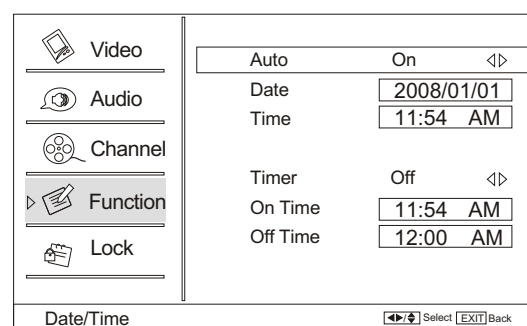 Video
Audio
Channel
Function
Lock
Auto On
Date 2008/01/01
Time 11:54 AM
Timer Off
On Time 11:54 AM
Off Time 12:00 AM
Date/Time Select EXIT Back